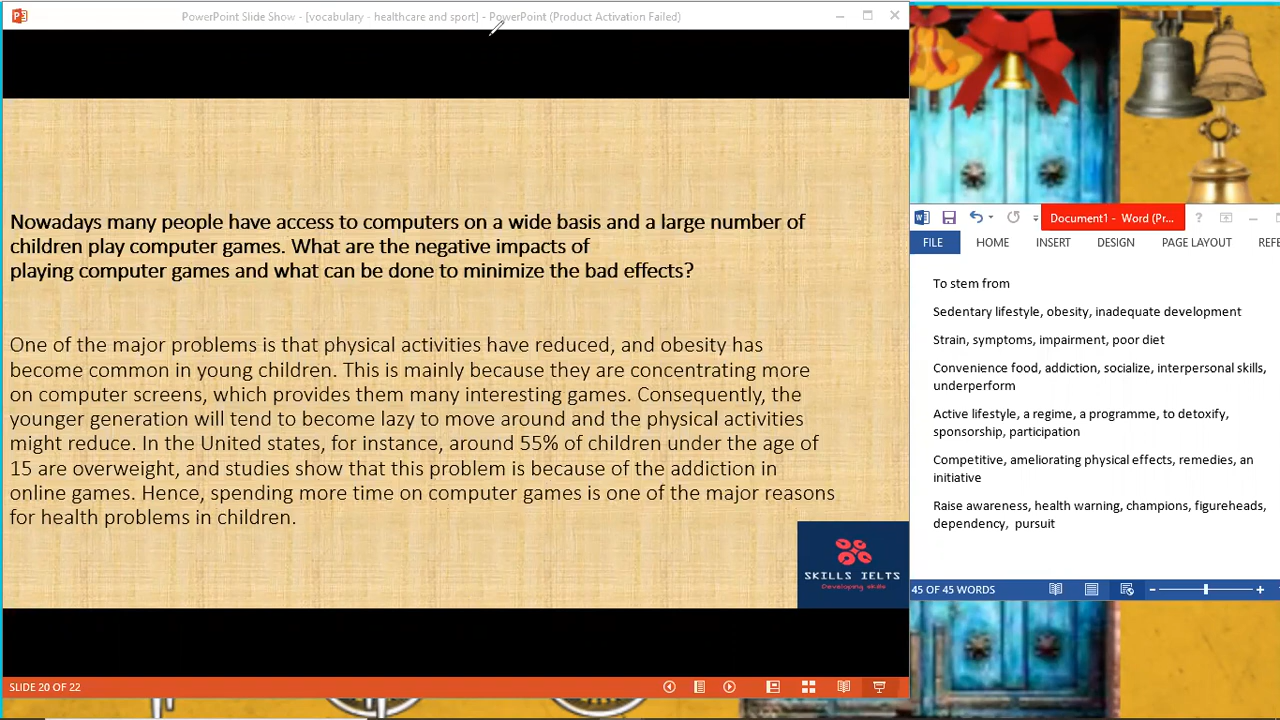 PowerPoint Slide Show - [vocabulary - healthcare and sport] - PowerPoint (Product Activation Failed)
Nowadays many people have access to computers on a wide basis and a large number of
children play computer games. What are the negative impacts of
playing computer games and what can be done to minimize the bad effects?
One of the major problems is that physical activities have reduced, and obesity has
become common in young children. This is mainly because they are concentrating more
on computer screens, which provides them many interesting games. Consequently, the
younger generation will tend to become lazy to move around and the physical activities
might reduce. In the United states, for instance, around 55% of children under the age of
15 are overweight, and studies show that this problem is because of the addiction in
online games. Hence, spending more time on computer games is one of the major reasons
for health problems in children.
SKILLS IELTS
Developing skills
SLIDE 20 OF 22
Document1 - Word (Pr...
?
FILE HOME INSERT DESIGN PAGE LAYOUT REFE
To stem from
Sedentary lifestyle, obesity, inadequate development
Strain, symptoms, impairment, poor diet
Convenience food, addiction, socialize, interpersonal skills,
underperform
Active lifestyle, a regime, a programme, to detoxify,
sponsorship, participation
Competitive, ameliorating physical effects, remedies, an
initiative
Raise awareness, health warning, champions, figureheads,
dependency, pursuit
45 OF 45 WORDS